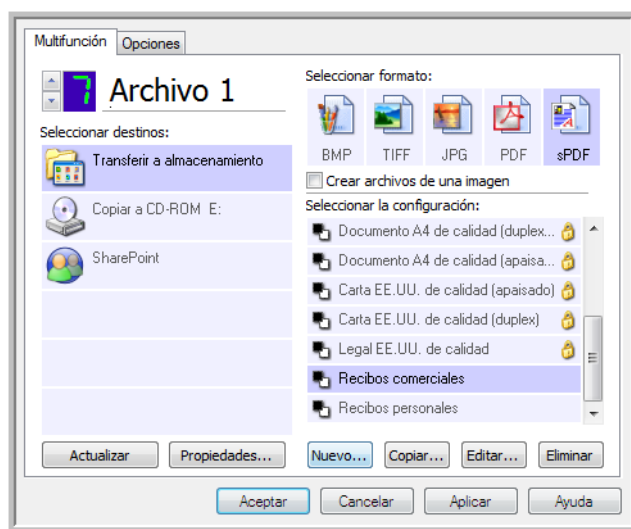 Multifunción Opciones
7 Archivo 1
Seleccionar destinos:
Transferir a almacenamiento
Copiar a CD-ROM E:
SharePoint
Actualizar Propiedades...
Seleccionar formato:
BMP TIFF JPG PDF sPDF
Crear archivos de una imagen
Seleccionar la configuración:
Documento A4 de calidad (duplex...
Documento A4 de calidad (apaisa...
Carta EE.UU. de calidad (apaisado)
Carta EE.UU. de calidad (duplex)
Legal EE.UU. de calidad
Recibos comerciales
Recibos personales
Nuevo... Copiar... Editar... Eliminar
Aceptar Cancelar Aplicar Ayuda